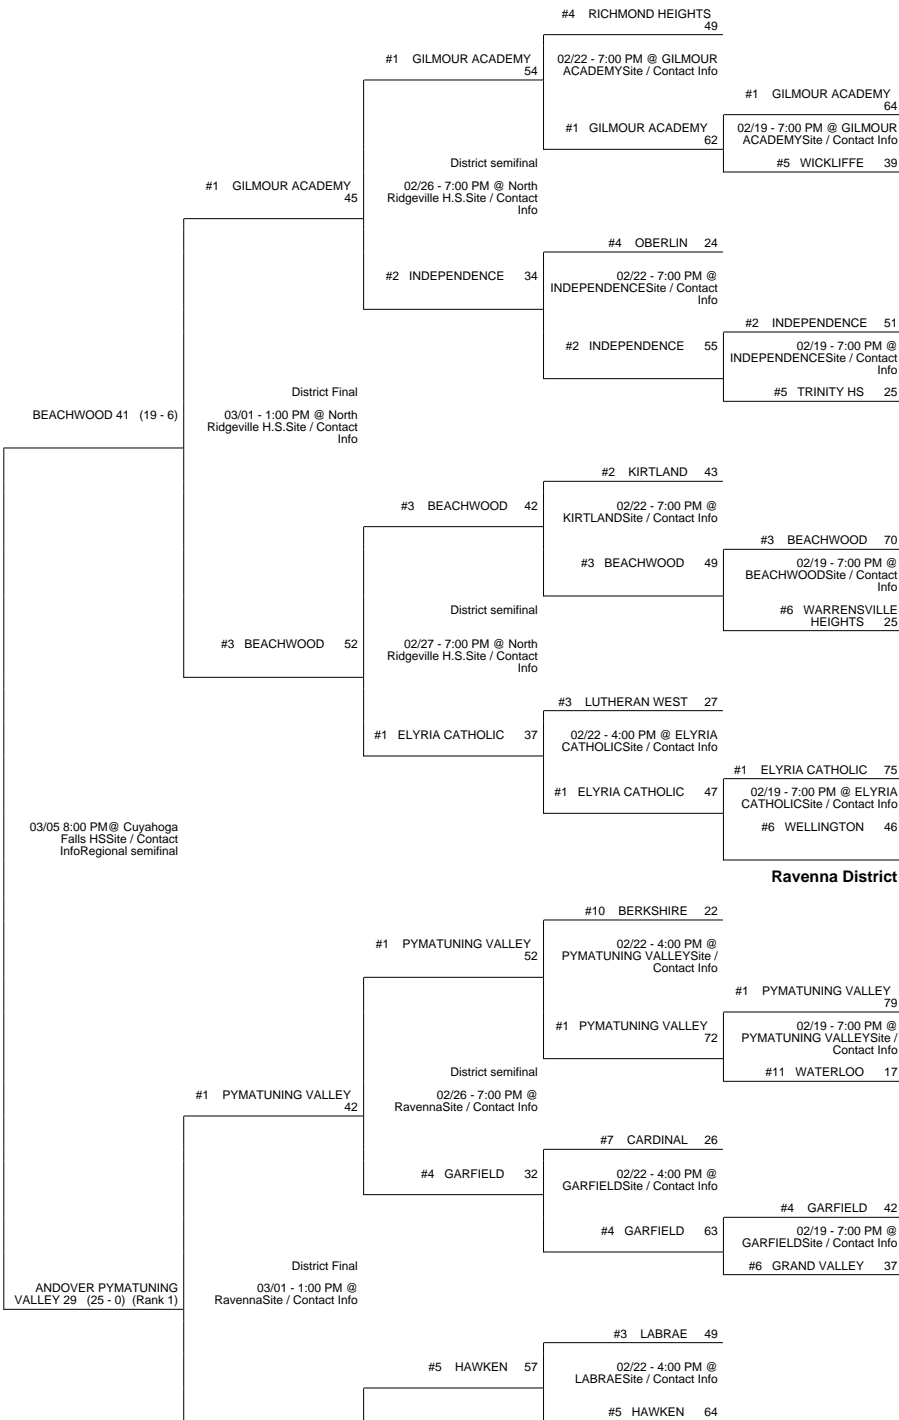 #4 RICHMOND HEIGHTS
49
#1 GILMOUR ACADEMY
54
02/22 - 7:00 PM @ GILMOUR
ACADEMYSite / Contact Info
#1 GILMOUR ACADEMY
64
#1 GILMOUR ACADEMY
62
02/19 - 7:00 PM @ GILMOUR
ACADEMYSite / Contact Info
District semifinal
#5 WICKLIFFE 39
#1 GILMOUR ACADEMY
45
02/26 - 7:00 PM @ North
Ridgeville H.S.Site / Contact
Info
#4 OBERLIN 24
#2 INDEPENDENCE 34
02/22 - 7:00 PM @
INDEPENDENCESite / Contact
Info
#2 INDEPENDENCE 51
#2 INDEPENDENCE 55
02/19 - 7:00 PM @
INDEPENDENCESite / Contact
Info
District Final
#5 TRINITY HS 25
BEACHWOOD 41 (19 - 6)
03/01 - 1:00 PM @ North
Ridgeville H.S.Site / Contact
Info
#2 KIRTLAND 43
#3 BEACHWOOD 42
02/22 - 7:00 PM @
KIRTLANDSite / Contact Info
#3 BEACHWOOD 70
#3 BEACHWOOD 49
02/19 - 7:00 PM @
BEACHWOODSite / Contact
Info
District semifinal
#6 WARRENSVILLE
HEIGHTS 25
#3 BEACHWOOD 52
02/27 - 7:00 PM @ North
Ridgeville H.S.Site / Contact
Info
#3 LUTHERAN WEST 27
#1 ELYRIA CATHOLIC 37
02/22 - 4:00 PM @ ELYRIA
CATHOLICSite / Contact Info
#1 ELYRIA CATHOLIC 75
#1 ELYRIA CATHOLIC 47
02/19 - 7:00 PM @ ELYRIA
CATHOLICSite / Contact Info
03/05 8:00 PM@ Cuyahoga
Falls HSSite / Contact
InfoRegional semifinal
#6 WELLINGTON 46
Ravenna District
#10 BERKSHIRE 22
#1 PYMATUNING VALLEY
52
02/22 - 4:00 PM @
PYMATUNING VALLEYSite /
Contact Info
#1 PYMATUNING VALLEY
79
#1 PYMATUNING VALLEY
72
02/19 - 7:00 PM @
PYMATUNING VALLEYSite /
Contact Info
District semifinal
#11 WATERLOO 17
#1 PYMATUNING VALLEY
42
02/26 - 7:00 PM @
RavennaSite / Contact Info
#7 CARDINAL 26
#4 GARFIELD 32
02/22 - 4:00 PM @
GARFIELDSite / Contact Info
#4 GARFIELD 42
#4 GARFIELD 63
02/19 - 7:00 PM @
GARFIELDSite / Contact Info
District Final
#6 GRAND VALLEY 37
ANDOVER PYMATUNING
VALLEY 29 (25 - 0) (Rank 1)
03/01 - 1:00 PM @
RavennaSite / Contact Info
#3 LABRAE 49
#5 HAWKEN 57
02/22 - 4:00 PM @
LABRAESite / Contact Info
#5 HAWKEN 64